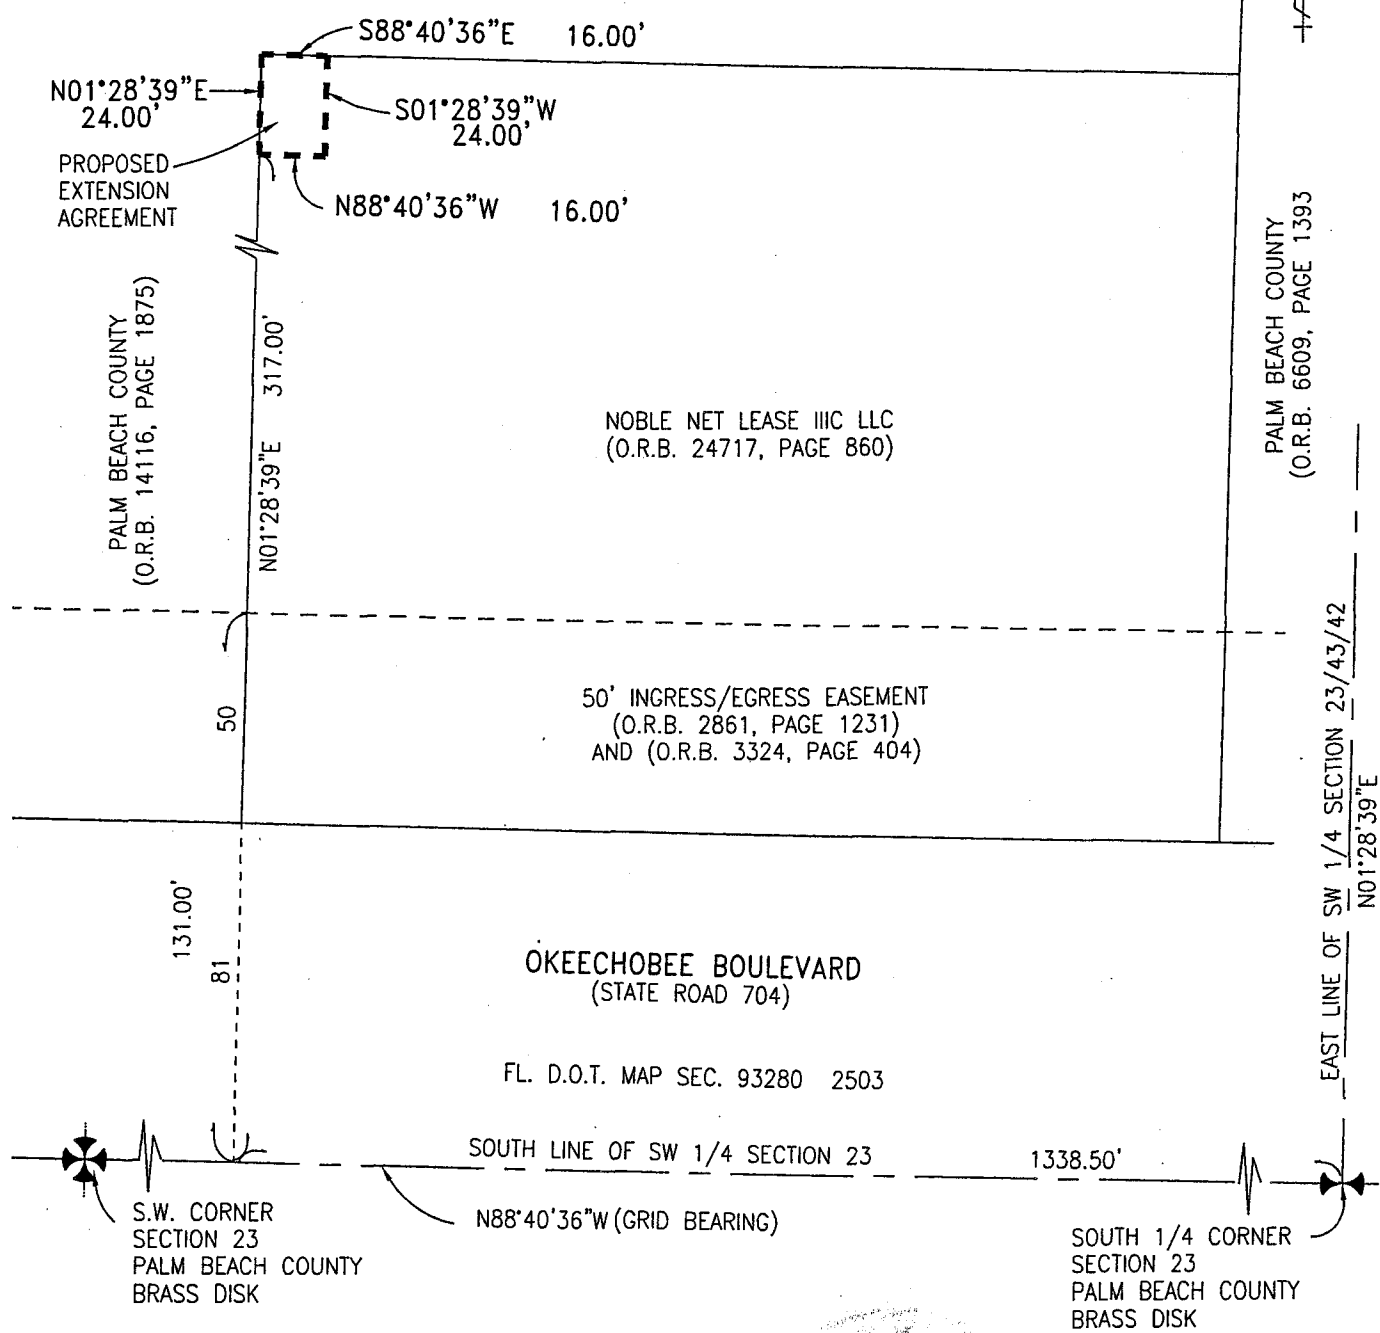 S88°40'36"E 16.00'
N01°28'39"E
24.00'
S01°28'39"W
24.00'
PROPOSED
EXTENSION
AGREEMENT
N88°40'36"W 16.00'
PALM BEACH COUNTY
(O.R.B. 14116, PAGE 1875)
N01°28'39"E 317.00'
NOBLE NET LEASE IIIC LLC
(O.R.B. 24717, PAGE 860)
PALM BEACH COUNTY
(O.R.B. 6609, PAGE 1393
50' INGRESS/EGRESS EASEMENT
(O.R.B. 2861, PAGE 1231)
AND (O.R.B. 3324, PAGE 404)
50
EAST LINE OF SW 1/4 SECTION 23/43/42
N01°28'39"E
131.00'
81
OKEECHOBEE BOULEVARD
(STATE ROAD 704)
FL. D.O.T. MAP SEC. 93280 2503
SOUTH LINE OF SW 1/4 SECTION 23
1338.50'
N88°40'36"W (GRID BEARING)
S.W. CORNER
SECTION 23
PALM BEACH COUNTY
BRASS DISK
SOUTH 1/4 CORNER
SECTION 23
PALM BEACH COUNTY
BRASS DISK